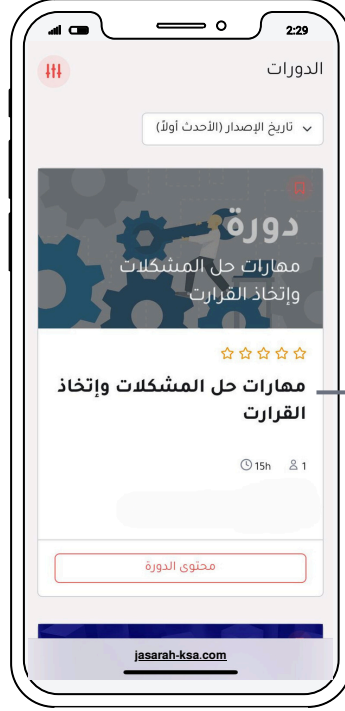 2:29
الدورات
تاريخ الإصدار (الأحدث أولاً)
دورة
مهارات حل المشكلات
وإتخاذ القرارت
مهارات حل المشكلات وإتخاذ
القرارت
1
15h
محتوى الدورة
jasarah-ksa.com